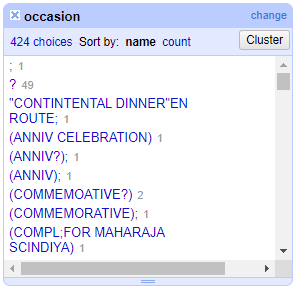 occasion change
424 choices Sort by: name count Cluster
; 1
? 49
"CONTINTENTAL DINNER"EN
ROUTE; 1
(ANNIV CELEBRATION) 1
(ANNIV?); 1
(ANNIV); 1
(COMMEMOATIVE?) 2
(COMMEMORATIVE); 1
(COMPL;FOR MAHARAJA
SCINDIYA) 1